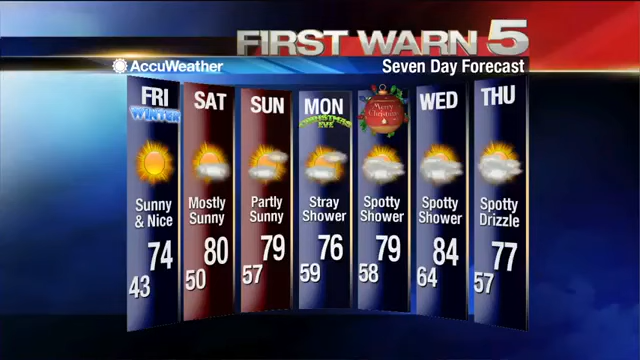 FIRST WARN 5
AccuWeather
Seven Day Forecast
FRI
WINTER
Sunny
& Nice
74
43
SAT
Mostly
Sunny
80
50
SUN
Partly
Sunny
79
57
MON
CHRISTMAS
EVE
Stray
Shower
76
59
Merry
Christmas
Spotty
Shower
79
58
WED
Spotty
Shower
84
64
THU
Spotty
Drizzle
77
57